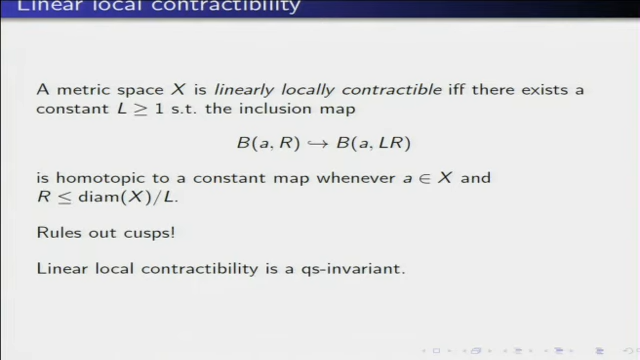 Linear local contractibility
A metric space X is linearly locally contractible iff there exists a
constant L ≥ 1 s.t. the inclusion map
B(a, R) ↪ B(a, LR)
is homotopic to a constant map whenever a ∈ X and
R ≤ diam(X)/L.
Rules out cusps!
Linear local contractibility is a qs-invariant.